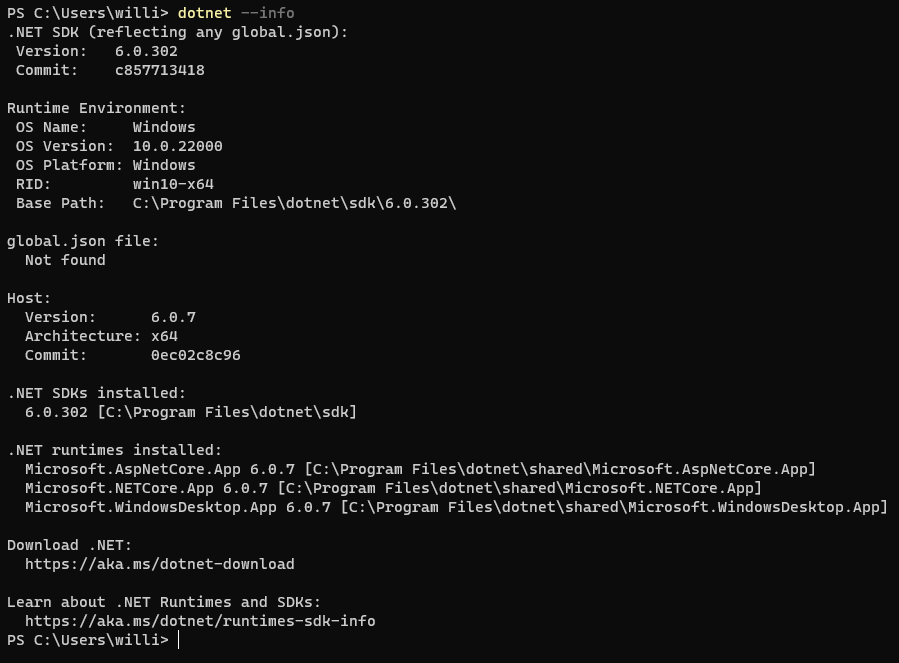 PS C:\Users\willi> dotnet --info
.NET SDK (reflecting any global.json):
 Version:   6.0.302
 Commit:    c857713418

Runtime Environment:
 OS Name:     Windows
 OS Version:  10.0.22000
 OS Platform: Windows
 RID:         win10-x64
 Base Path:   C:\Program Files\dotnet\sdk\6.0.302\

global.json file:
  Not found

Host:
  Version:      6.0.7
  Architecture: x64
  Commit:       0ec02c8c96

.NET SDKs installed:
  6.0.302 [C:\Program Files\dotnet\sdk]

.NET runtimes installed:
  Microsoft.AspNetCore.App 6.0.7 [C:\Program Files\dotnet\shared\Microsoft.AspNetCore.App]
  Microsoft.NETCore.App 6.0.7 [C:\Program Files\dotnet\shared\Microsoft.NETCore.App]
  Microsoft.WindowsDesktop.App 6.0.7 [C:\Program Files\dotnet\shared\Microsoft.WindowsDesktop.App]

Download .NET:
  https://aka.ms/dotnet-download

Learn about .NET Runtimes and SDKs:
  https://aka.ms/dotnet/runtimes-sdk-info
PS C:\Users\willi>